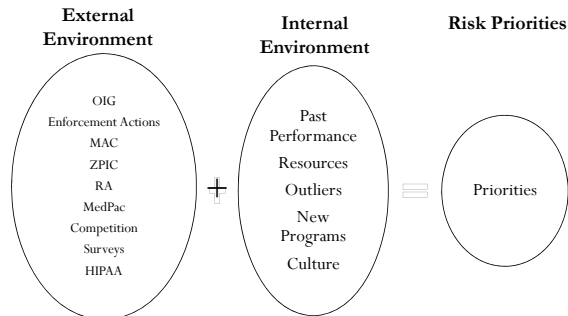 External
Environment
OIG
Enforcement Actions
MAC
ZPIC
RA
MedPac
Competition
Surveys
HIPAA
+
Internal
Environment
Past
Performance
Resources
Outliers
New
Programs
Culture
=
Risk Priorities
Priorities